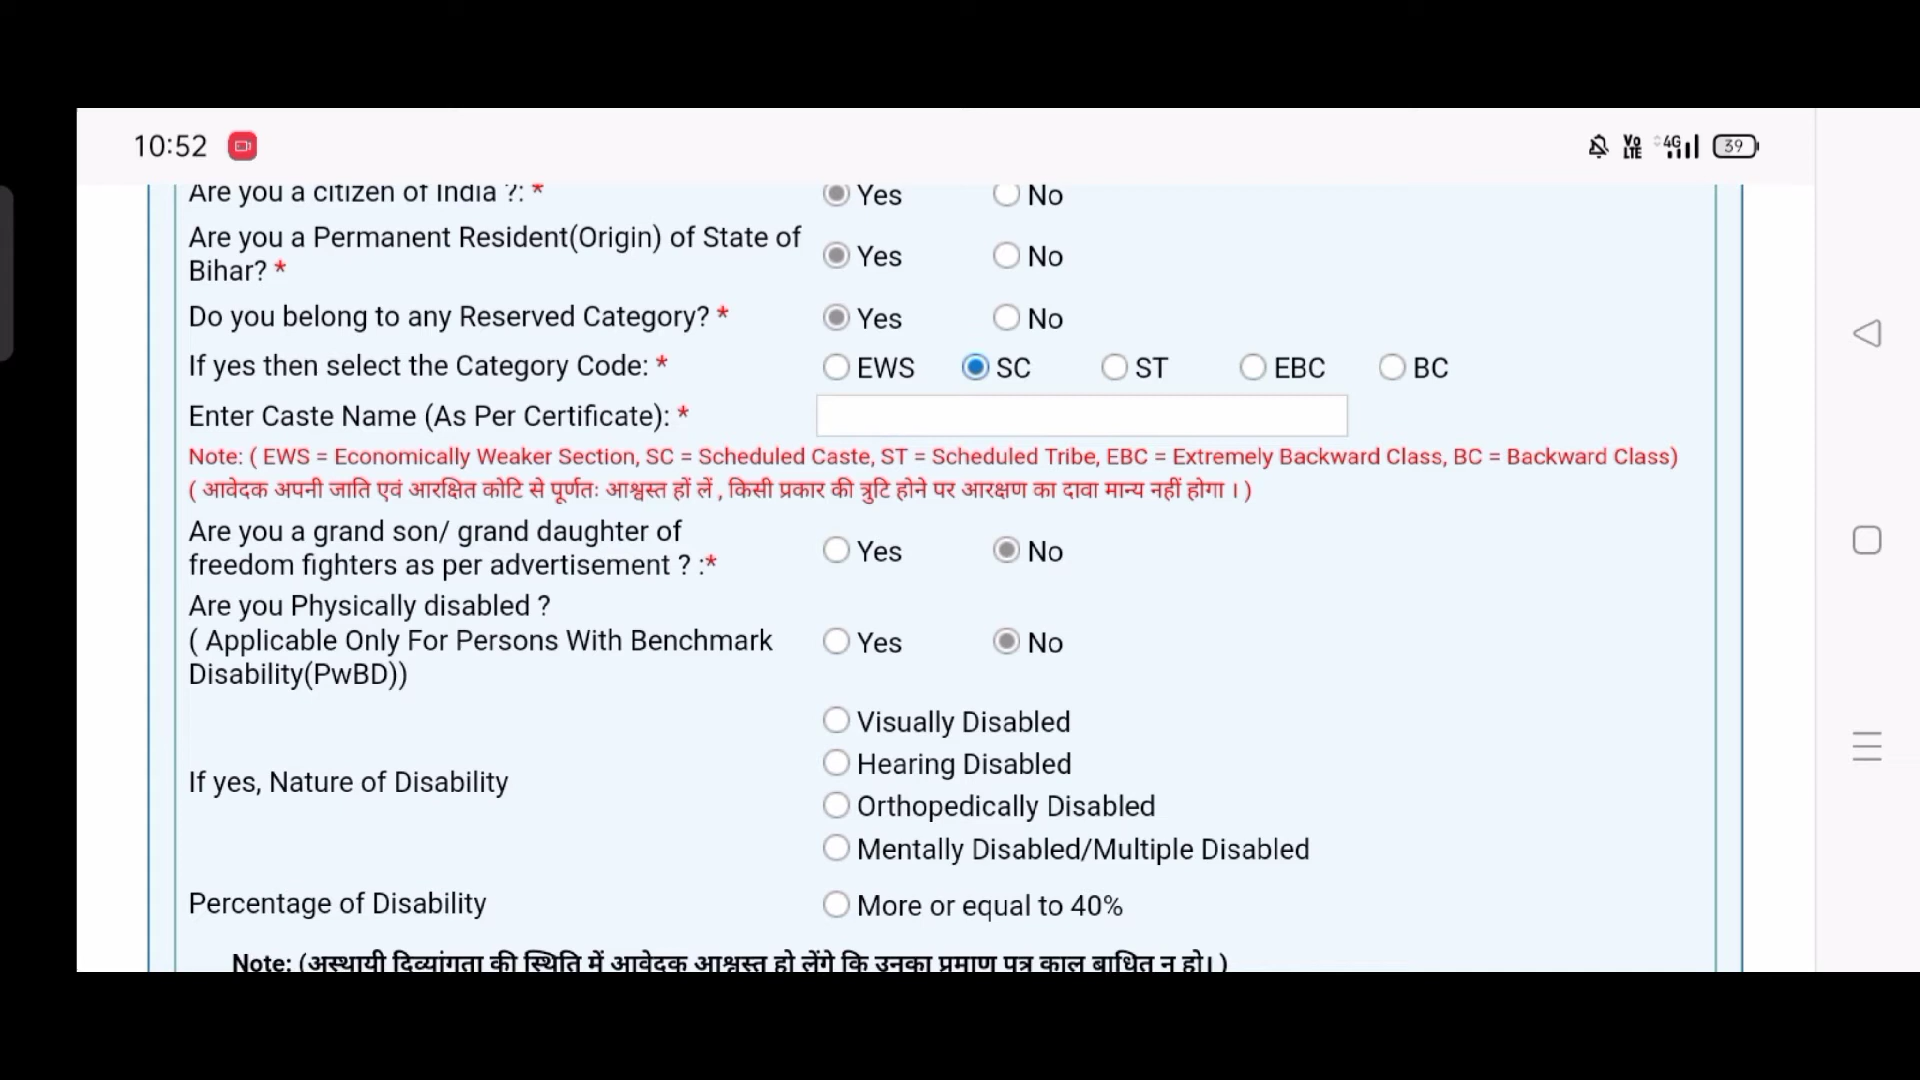 10:52 Vo LTE 4G 39
Are you a citizen of India ?: * Yes No
Are you a Permanent Resident(Origin) of State of
Bihar? * Yes No
Do you belong to any Reserved Category? * Yes No
If yes then select the Category Code: * EWS SC ST EBC BC
Enter Caste Name (As Per Certificate): *
Note: ( EWS = Economically Weaker Section, SC = Scheduled Caste, ST = Scheduled Tribe, EBC = Extremely Backward Class, BC = Backward Class)
( आवेदक अपनी जाति एवं आरक्षित कोटि से पूर्णतः आश्वस्त हों लें , किसी प्रकार की त्रुटि होने पर आरक्षण का दावा मान्य नहीं होगा । )
Are you a grand son/ grand daughter of
freedom fighters as per advertisement ? :* Yes No
Are you Physically disabled ?
( Applicable Only For Persons With Benchmark Yes No
Disability(PwBD))
Visually Disabled
Hearing Disabled
If yes, Nature of Disability
Orthopedically Disabled
Mentally Disabled/Multiple Disabled
Percentage of Disability More or equal to 40%
Note: (अस्थायी दिव्यांगता की स्थिति में आवेदक आश्वस्त हो लेंगे कि उनका प्रमाण पत्र काल बाधित न हो। )